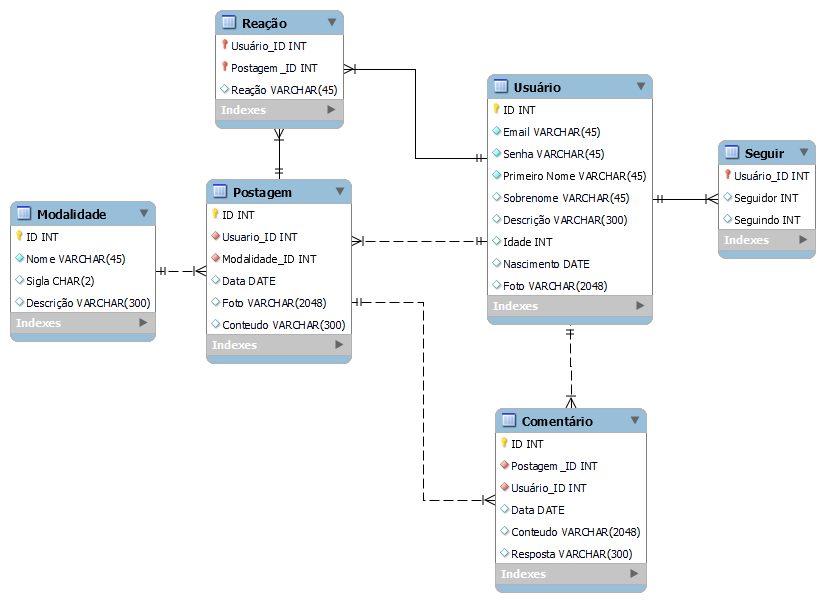 Reação
Usuário_ID INT
Postagem _ID INT
Reação VARCHAR(45)
Indexes
Usuário
ID INT
Email VARCHAR(45)
Senha VARCHAR(45)
Primeiro Nome VARCHAR(45)
Sobrenome VARCHAR(45)
Descrição VARCHAR(300)
Idade INT
Nascimento DATE
Foto VARCHAR(2048)
Indexes
Seguir
Usuário_ID INT
Seguidor INT
Seguindo INT
Indexes
Modalidade
ID INT
Nome VARCHAR(45)
Sigla CHAR(2)
Descrição VARCHAR(300)
Indexes
Postagem
ID INT
Usuario_ID INT
Modalidade_ID INT
Data DATE
Foto VARCHAR(2048)
Conteudo VARCHAR(300)
Indexes
Comentário
ID INT
Postagem _ID INT
Usuário_ID INT
Data DATE
Conteudo VARCHAR(2048)
Resposta VARCHAR(300)
Indexes